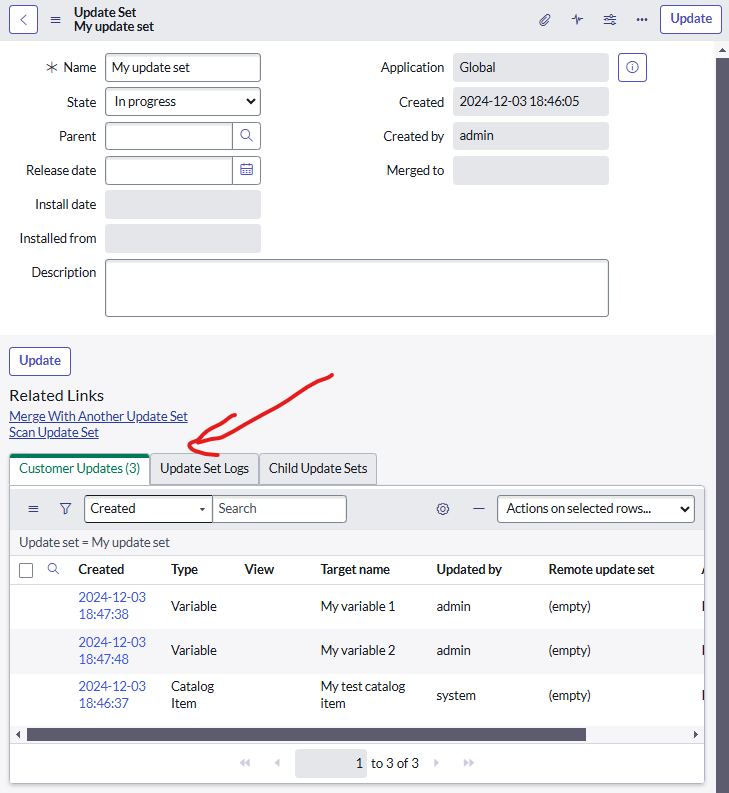 Update Set
My update set
Update
Name
My update set
Application
Global
State
In progress
Created
2024-12-03 18:46:05
Parent
Created by
admin
Release date
Merged to
Install date
Installed from
Description
Update
Related Links
Merge With Another Update Set
Scan Update Set
Customer Updates (3)
Update Set Logs
Child Update Sets
Created
Search
Actions on selected rows...
Update set = My update set
Created Type View Target name Updated by Remote update set
2024-12-03
18:47:38
Variable
My variable 1
admin
(empty)
2024-12-03
18:47:48
Variable
My variable 2
admin
(empty)
2024-12-03
18:46:37
Catalog
Item
My test catalog
item
system
(empty)
1 to 3 of 3